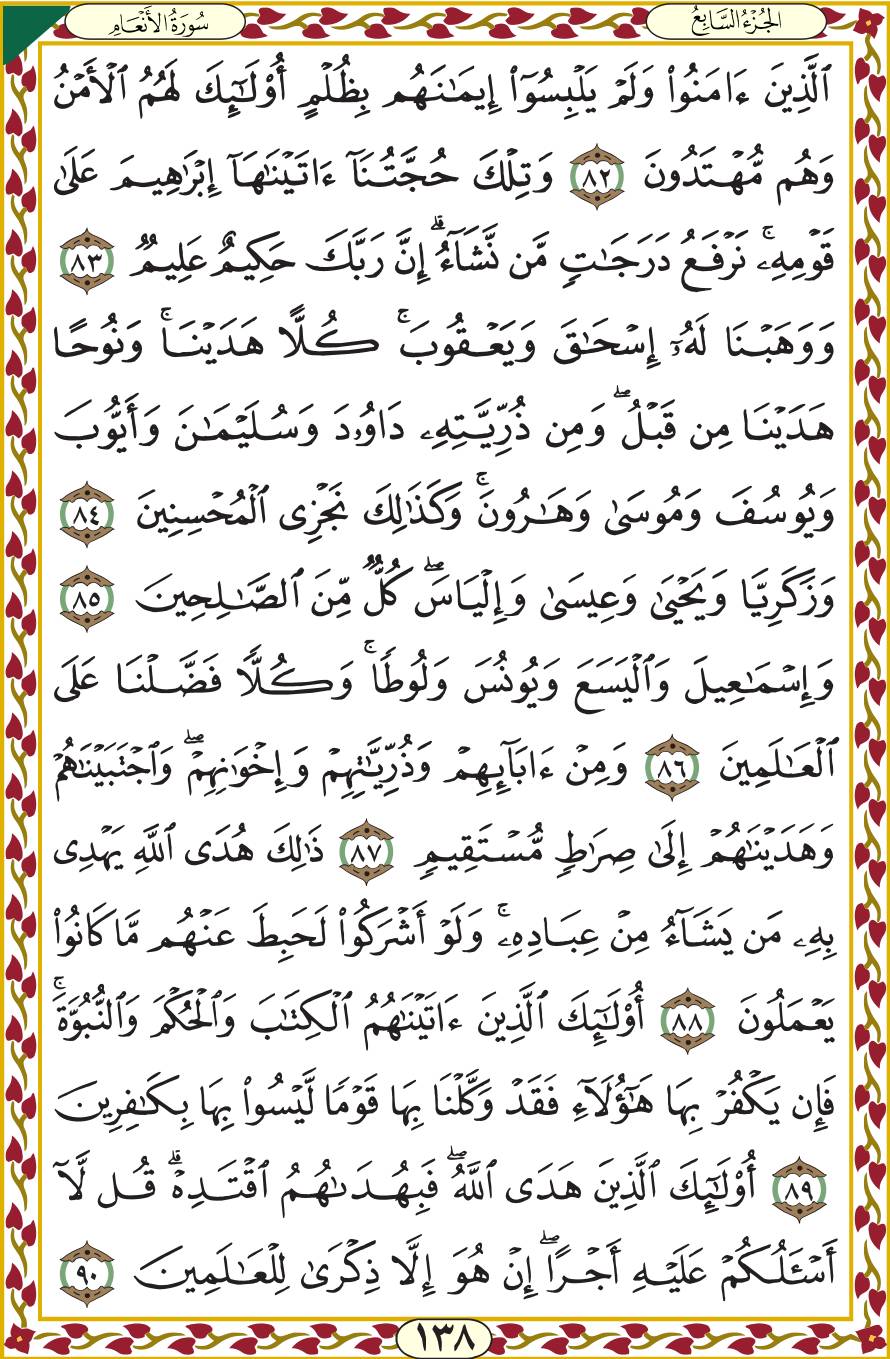 الجُزْءُ السَّابِعُ
سُورَةُ الأَنْعَامِ
ٱلَّذِينَ ءَامَنُوا۟ وَلَمْ يَلْبِسُوٓا۟ إِيمَـٰنَهُم بِظُلْمٍ أُو۟لَـٰٓئِكَ لَهُمُ ٱلْأَمْنُ
وَهُم مُّهْتَدُونَ ٨٢ وَتِلْكَ حُجَّتُنَآ ءَاتَيْنَـٰهَآ إِبْرَٰهِيمَ عَلَىٰ
قَوْمِهِۦ ۚ نَرْفَعُ دَرَجَـٰتٍ مَّن نَّشَآءُ ۗ إِنَّ رَبَّكَ حَكِيمٌ عَلِيمٌ ٨٣
وَوَهَبْنَا لَهُۥٓ إِسْحَـٰقَ وَيَعْقُوبَ ۚ كُلًّا هَدَيْنَا ۚ وَنُوحًا
هَدَيْنَا مِن قَبْلُ ۖ وَمِن ذُرِّيَّتِهِۦ دَاوُۥدَ وَسُلَيْمَـٰنَ وَأَيُّوبَ
وَيُوسُفَ وَمُوسَىٰ وَهَـٰرُونَ ۚ وَكَذَٰلِكَ نَجْزِى ٱلْمُحْسِنِينَ ٨٤
وَزَكَرِيَّا وَيَحْيَىٰ وَعِيسَىٰ وَإِلْيَاسَ ۖ كُلٌّ مِّنَ ٱلصَّـٰلِحِينَ ٨٥
وَإِسْمَـٰعِيلَ وَٱلْيَسَعَ وَيُونُسَ وَلُوطًا ۚ وَكُلًّا فَضَّلْنَا عَلَى
ٱلْعَـٰلَمِينَ ٨٦ وَمِنْ ءَابَآئِهِمْ وَذُرِّيَّـٰتِهِمْ وَإِخْوَٰنِهِمْ ۖ وَٱجْتَبَيْنَـٰهُمْ
وَهَدَيْنَـٰهُمْ إِلَىٰ صِرَٰطٍ مُّسْتَقِيمٍ ٨٧ ذَٰلِكَ هُدَى ٱللَّهِ يَهْدِى
بِهِۦ مَن يَشَآءُ مِنْ عِبَادِهِۦ ۚ وَلَوْ أَشْرَكُوا۟ لَحَبِطَ عَنْهُم مَّا كَانُوا۟
يَعْمَلُونَ ٨٨ أُو۟لَـٰٓئِكَ ٱلَّذِينَ ءَاتَيْنَـٰهُمُ ٱلْكِتَـٰبَ وَٱلْحُكْمَ وَٱلنُّبُوَّةَ ۚ
فَإِن يَكْفُرْ بِهَا هَـٰٓؤُلَآءِ فَقَدْ وَكَّلْنَا بِهَا قَوْمًا لَّيْسُوا۟ بِهَا بِكَـٰفِرِينَ
٨٩ أُو۟لَـٰٓئِكَ ٱلَّذِينَ هَدَى ٱللَّهُ ۖ فَبِهُدَىٰهُمُ ٱقْتَدِهْ ۗ قُل لَّآ
أَسْـَٔلُكُمْ عَلَيْهِ أَجْرًا ۖ إِنْ هُوَ إِلَّا ذِكْرَىٰ لِلْعَـٰلَمِينَ ٩٠
١٣٨